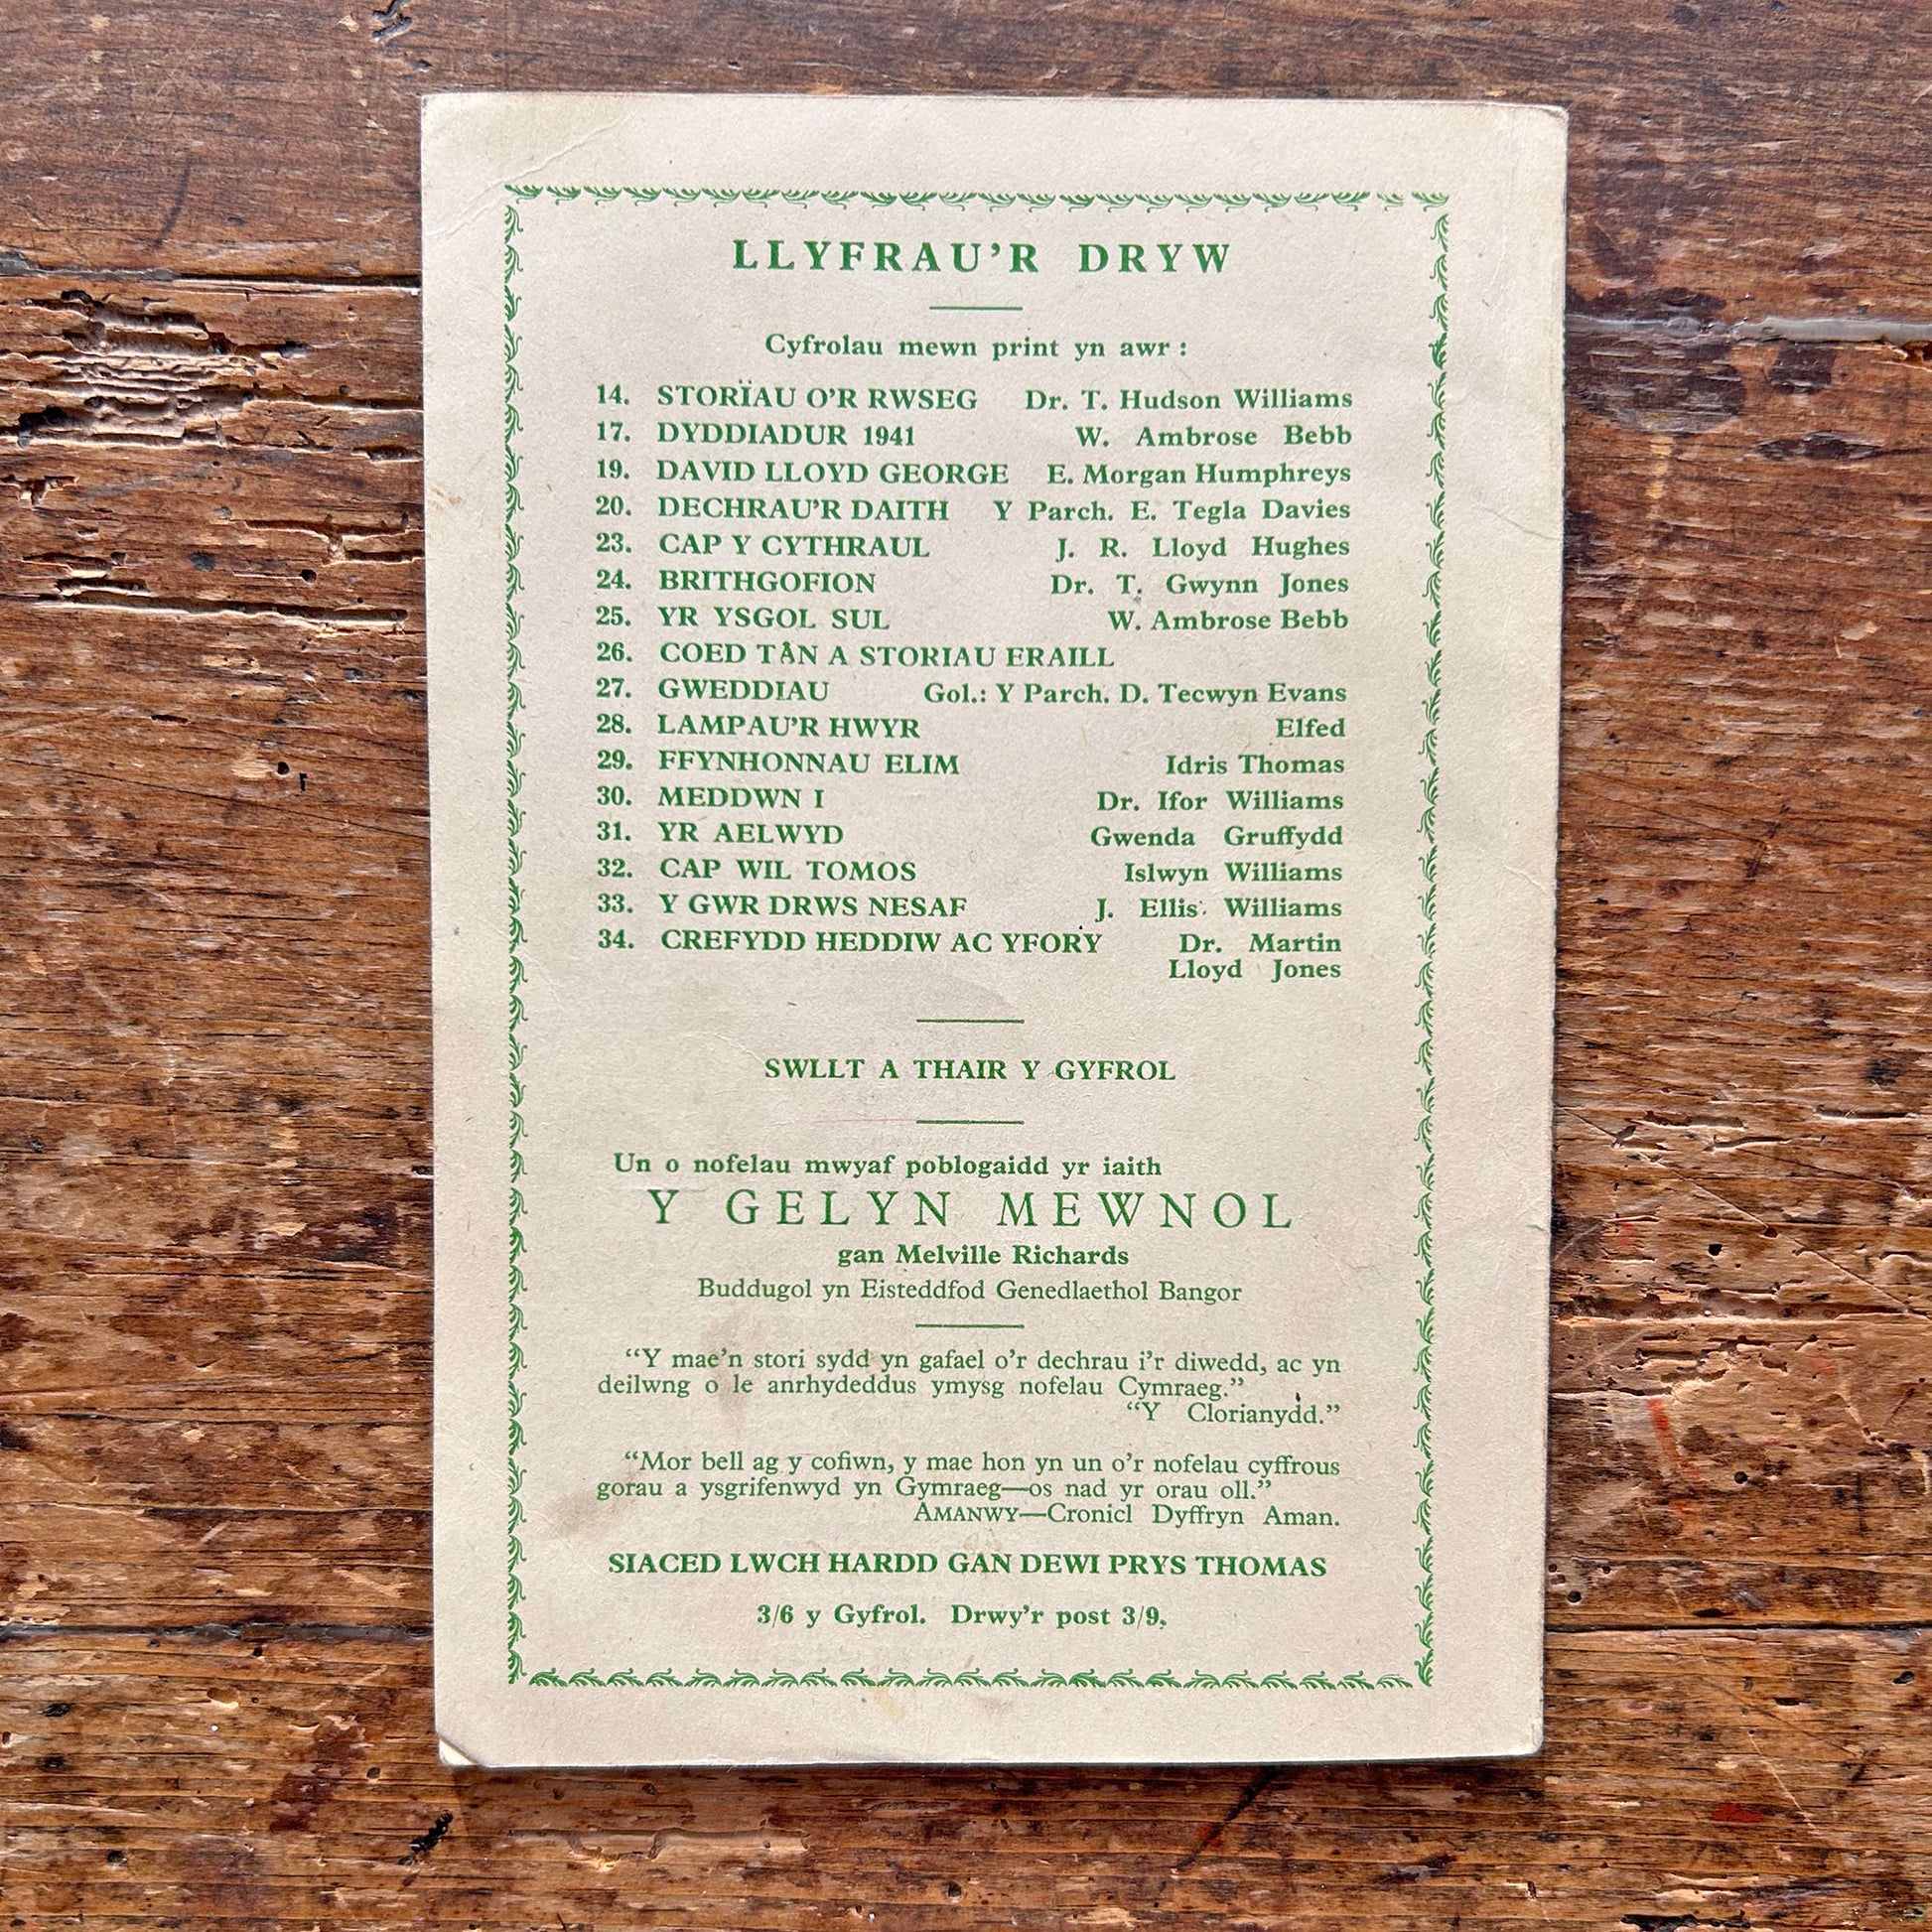 LLYFRAU'R DRYW
Cyfrolau mewn print yn awr :
14. STORÏAU O'R RWSEG Dr. T. Hudson Williams
17. DYDDIADUR 1941 W. Ambrose Bebb
19. DAVID LLOYD GEORGE E. Morgan Humphreys
20. DECHRAU'R DAITH Y Parch. E. Tegla Davies
23. CAP Y CYTHRAUL J. R. Lloyd Hughes
24. BRITHGOFION Dr. T. Gwynn Jones
25. YR YSGOL SUL W. Ambrose Bebb
26. COED TÂN A STORIAU ERAILL
27. GWEDDIAU Gol.: Y Parch. D. Tecwyn Evans
28. LAMPAU'R HWYR Elfed
29. FFYNHONNAU ELIM Idris Thomas
30. MEDDWN I Dr. Ifor Williams
31. YR AELWYD Gwenda Gruffydd
32. CAP WIL TOMOS Islwyn Williams
33. Y GWR DRWS NESAF J. Ellis Williams
34. CREFYDD HEDDIW AC YFORY Dr. Martin
Lloyd Jones
SWLLT A THAIR Y GYFROL
Un o nofelau mwyaf poblogaidd yr iaith
Y GELYN MEWNOL
gan Melville Richards
Buddugol yn Eisteddfod Genedlaethol Bangor
"Y mae'n stori sydd yn gafael o'r dechrau i'r diwedd, ac yn
deilwng o le anrhydeddus ymysg nofelau Cymraeg."
"Y Clorianydd."
"Mor bell ag y cofiwn, y mae hon yn un o'r nofelau cyffrous
gorau a ysgrifenwyd yn Gymraeg—os nad yr orau oll."
AMANWY—Cronicl Dyffryn Aman.
SIACED LWCH HARDD GAN DEWI PRYS THOMAS
3/6 y Gyfrol. Drwy'r post 3/9.